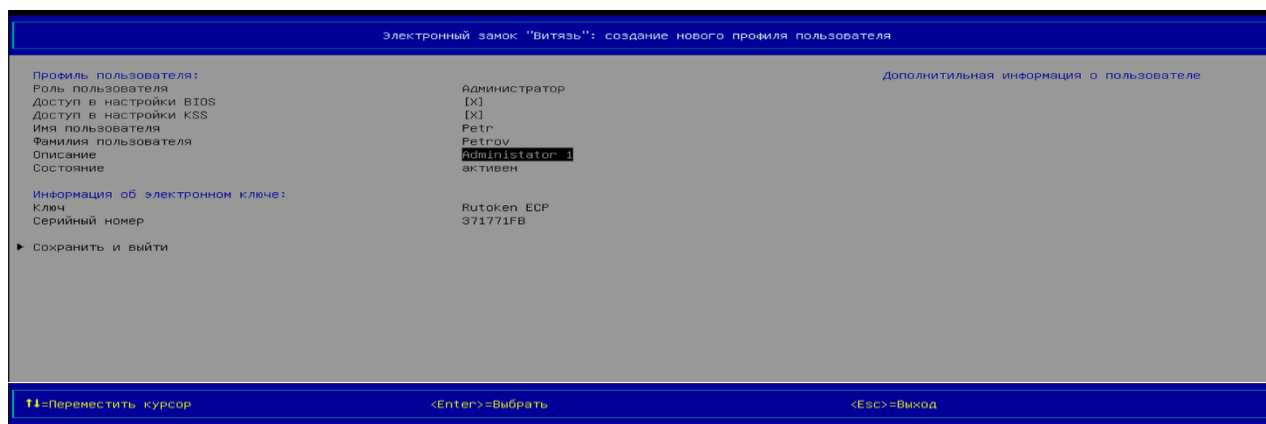 Электронный замок "Витязь": создание нового профиля пользователя
Профиль пользователя: Дополнитильная информация о пользователе
Роль пользователя Администратор
Доступ в настройки BIOS [X]
Доступ в настройки KSS [X]
Имя пользователя Petr
Фамилия пользователя Petrov
Описание Administator 1
Состояние активен
Информация об электронном ключе:
Ключ Rutoken ECP
Серийный номер 371771FB
▶ Сохранить и выйти
↑↓=Переместить курсор <Enter>=Выбрать <Esc>=Выход